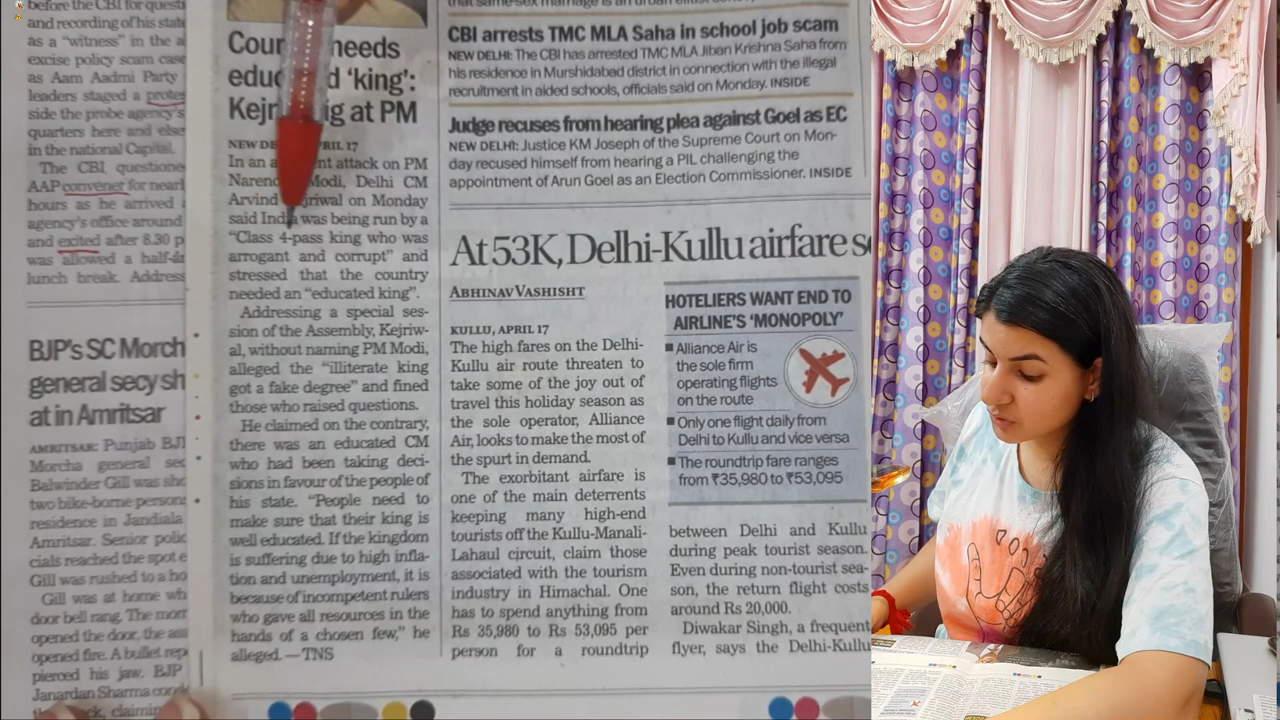 before the CBI for questi
and recording of his state
as a “witness” in the a
excise policy scam case
as Aam Aadmi Party
leaders staged a protes
side the probe agency's
quarters here and else
in the national Capital.
The CBI questione
AAP convener for nearl
hours as he arrived
agency's office around
and exited after 8.30 p
was allowed a half-
lunch break. Address
BJP's SC Morch
general secy sh
at in Amritsar
AMRITSAR: Punjab BJ
Morcha general sec
Balwinder Gill was sho
two bike-borne persons
residence in Jandiala
Amritsar. Senior polic
cials reached the spot
Gill was rushed to a ho
Gill was at home wh
door bell rang. The mom
opened the door, the ass
opened fire. A bullet
pierced his jaw. BJP
Janardan Sharma
claiming
needs
‘king’:
at PM
In an attack on PM
Modi, Delhi CM
Arvind on Monday
said India was being run by a
“Class 4-pass king who was
arrogant and corrupt” and
stressed that the country
needed an “educated king”.
Addressing a special ses-
sion of the Assembly, Kejriw-
al, without naming PM Modi,
alleged the “illiterate king
got a fake degree” and fined
those who raised questions.
He claimed on the contrary,
there was an educated CM
who had been taking deci-
sions in favour of the people of
his state. “People need to
make sure that their king is
well educated. If the kingdom
is suffering due to high infla-
tion and unemployment, it is
because of incompetent rulers
who gave all resources in the
hands of a chosen few,” he
alleged. —TNS
that same-sex marriage is an urban elitist
CBI arrests TMC MLA Saha in school job scam
NEW DELHI: The CBI has arrested TMC MLA Jiban Krishna Saha from
his residence in Murshidabad district in connection with the illegal
recruitment in aided schools, officials said on Monday. INSIDE
Judge recuses from hearing plea against Goel as EC
NEW DELHI: Justice KM Joseph of the Supreme Court on Mon-
day recused himself from hearing a PIL challenging the
appointment of Arun Goel as an Election Commissioner. INSIDE
At 53K, Delhi-Kullu airfare s
ABHINAV VASHISHT
KULLU, APRIL 17
The high fares on the Delhi-
Kullu air route threaten to
take some of the joy out of
travel this holiday season as
the sole operator, Alliance
Air, looks to make the most of
the spurt in demand.
The exorbitant airfare is
one of the main deterrents
keeping many high-end
tourists off the Kullu-Manali-
Lahaul circuit, claim those
associated with the tourism
industry in Himachal. One
has to spend anything from
Rs 35,980 to Rs 53,095 per
person for a roundtrip
HOTELIERS WANT END TO
AIRLINE'S ‘MONOPOLY’
Alliance Air is
the sole firm
operating flights
on the route
Only one flight daily from
Delhi to Kullu and vice versa
The roundtrip fare ranges
from ₹35,980 to ₹53,095
between Delhi and Kullu
during peak tourist season.
Even during non-tourist sea-
son, the return flight costs
around Rs 20,000.
Diwakar Singh, a frequent
flyer, says the Delhi-Kullu